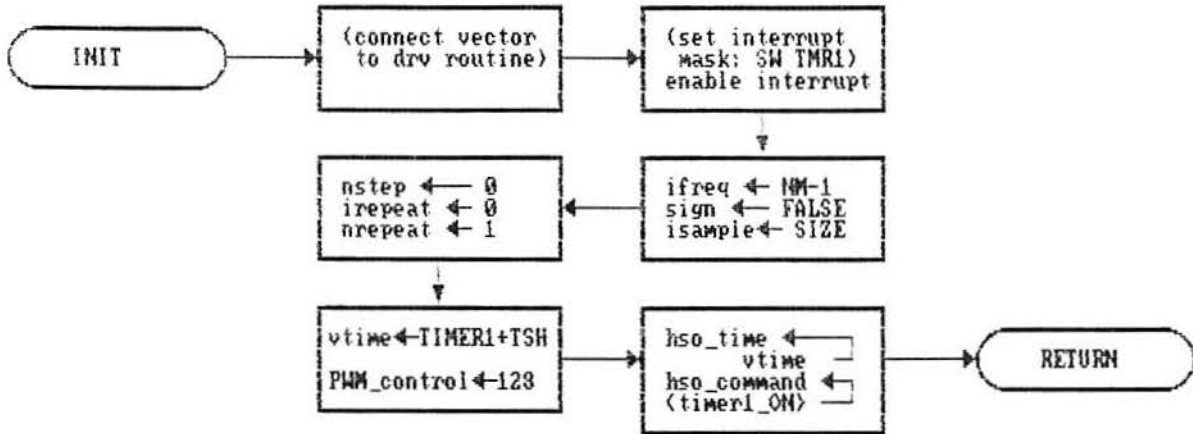 INIT
(connect vector
to drv routine)
(set interrupt
mask: SW TMR1)
enable interrupt
ifreq ← NM-1
sign ← FALSE
isample← SIZE
nstep ← 0
irepeat ← 0
nrepeat ← 1
vtime←TIMER1+TSH
PWM_control←128
hso_time ←
vtime
hso_command ←
(timer1_ON)
RETURN